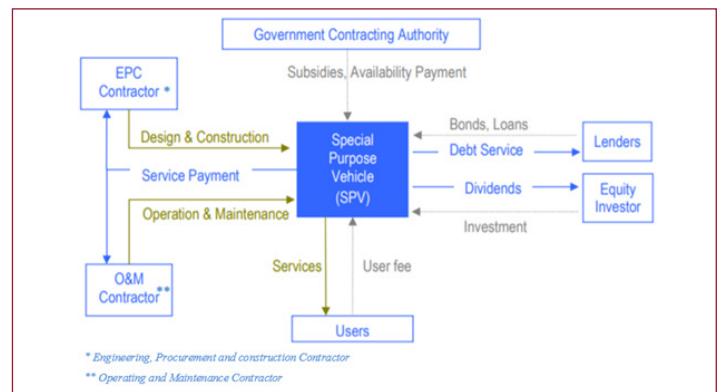 Government Contracting Authority
EPC
Contractor *
Subsidies, Availability Payment
Design & Construction
Special
Purpose
Vehicle
(SPV)
Bonds, Loans
Lenders
Debt Service
Service Payment
Dividends
Equity
Investor
Operation & Maintenance
Investment
O&M
Contractor **
Services
User fee
Users
* Engineering, Procurement and construction Contractor
** Operating and Maintenance Contractor